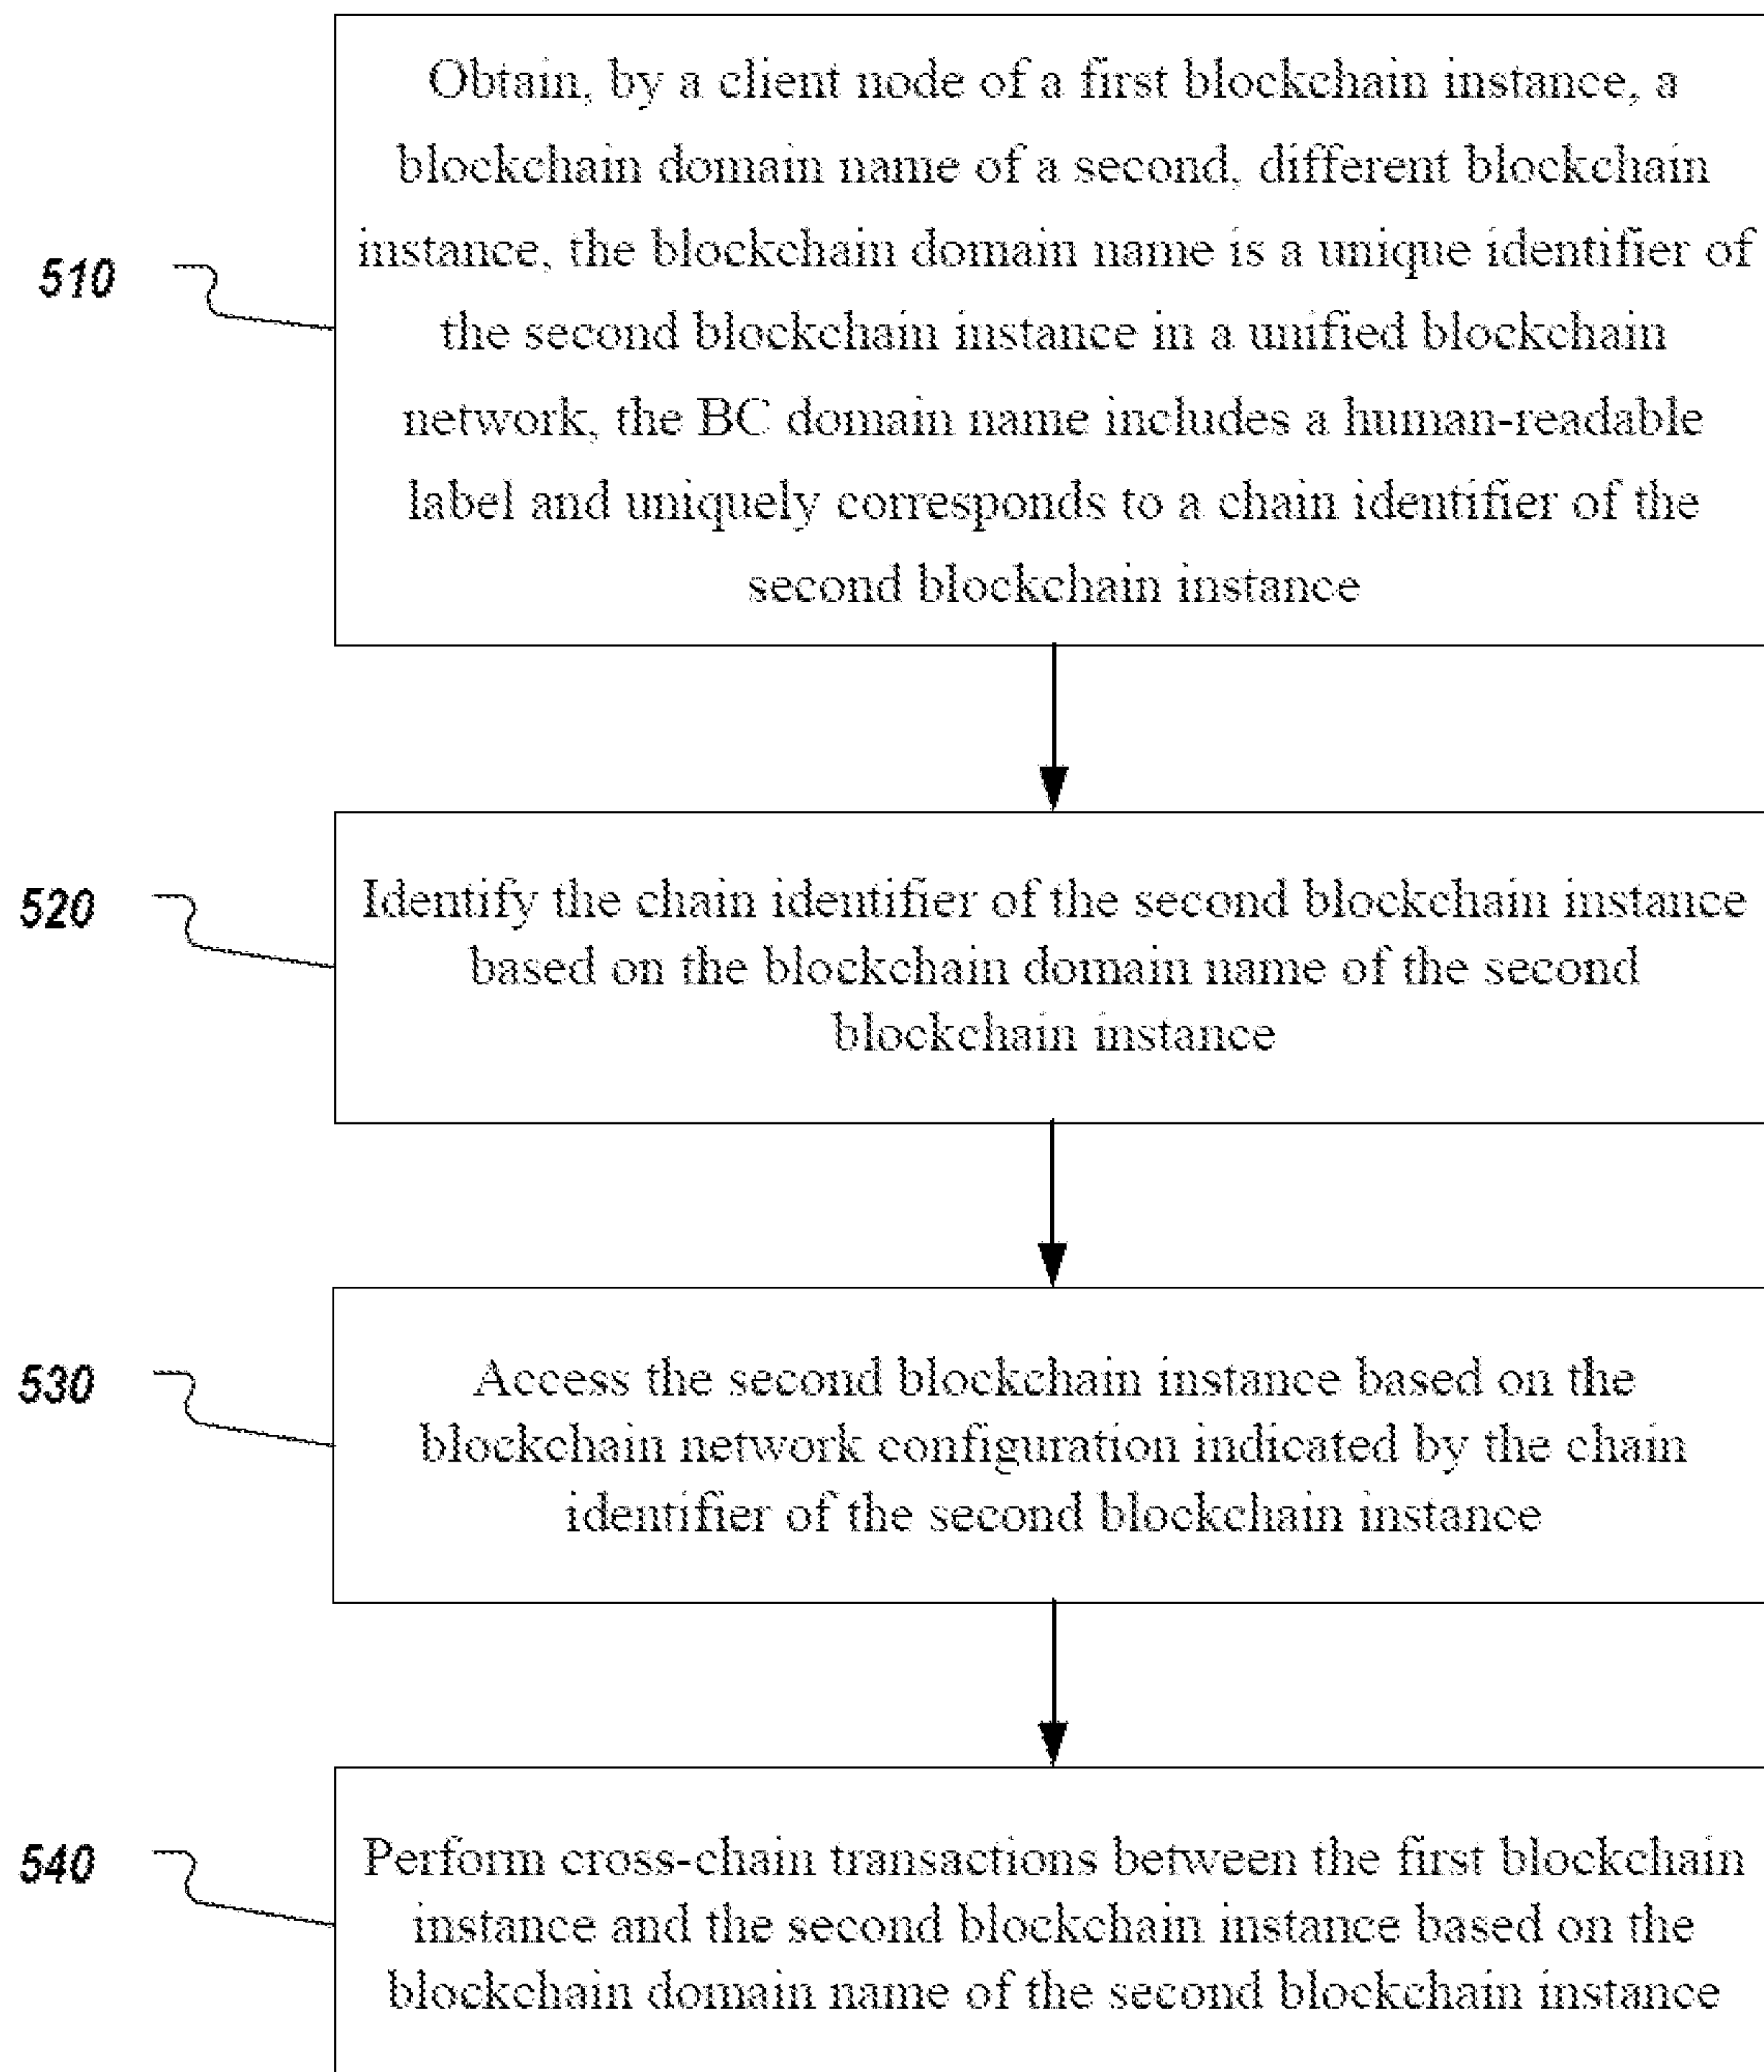 Obtain, by a client node of a first blockchain instance, a
blockchain domain name of a second, different blockchain
instance, the blockchain domain name is a unique identifier of
the second blockchain instance in a unified blockchain
network, the BC domain name includes a human-readable
label and uniquely corresponds to a chain identifier of the
second blockchain instance
510
Identify the chain identifier of the second blockchain instance
based on the blockchain domain name of the second
blockchain instance
520
Access the second blockchain instance based on the
blockchain network configuration indicated by the chain
identifier of the second blockchain instance
530
Perform cross-chain transactions between the first blockchain
instance and the second blockchain instance based on the
blockchain domain name of the second blockchain instance
540